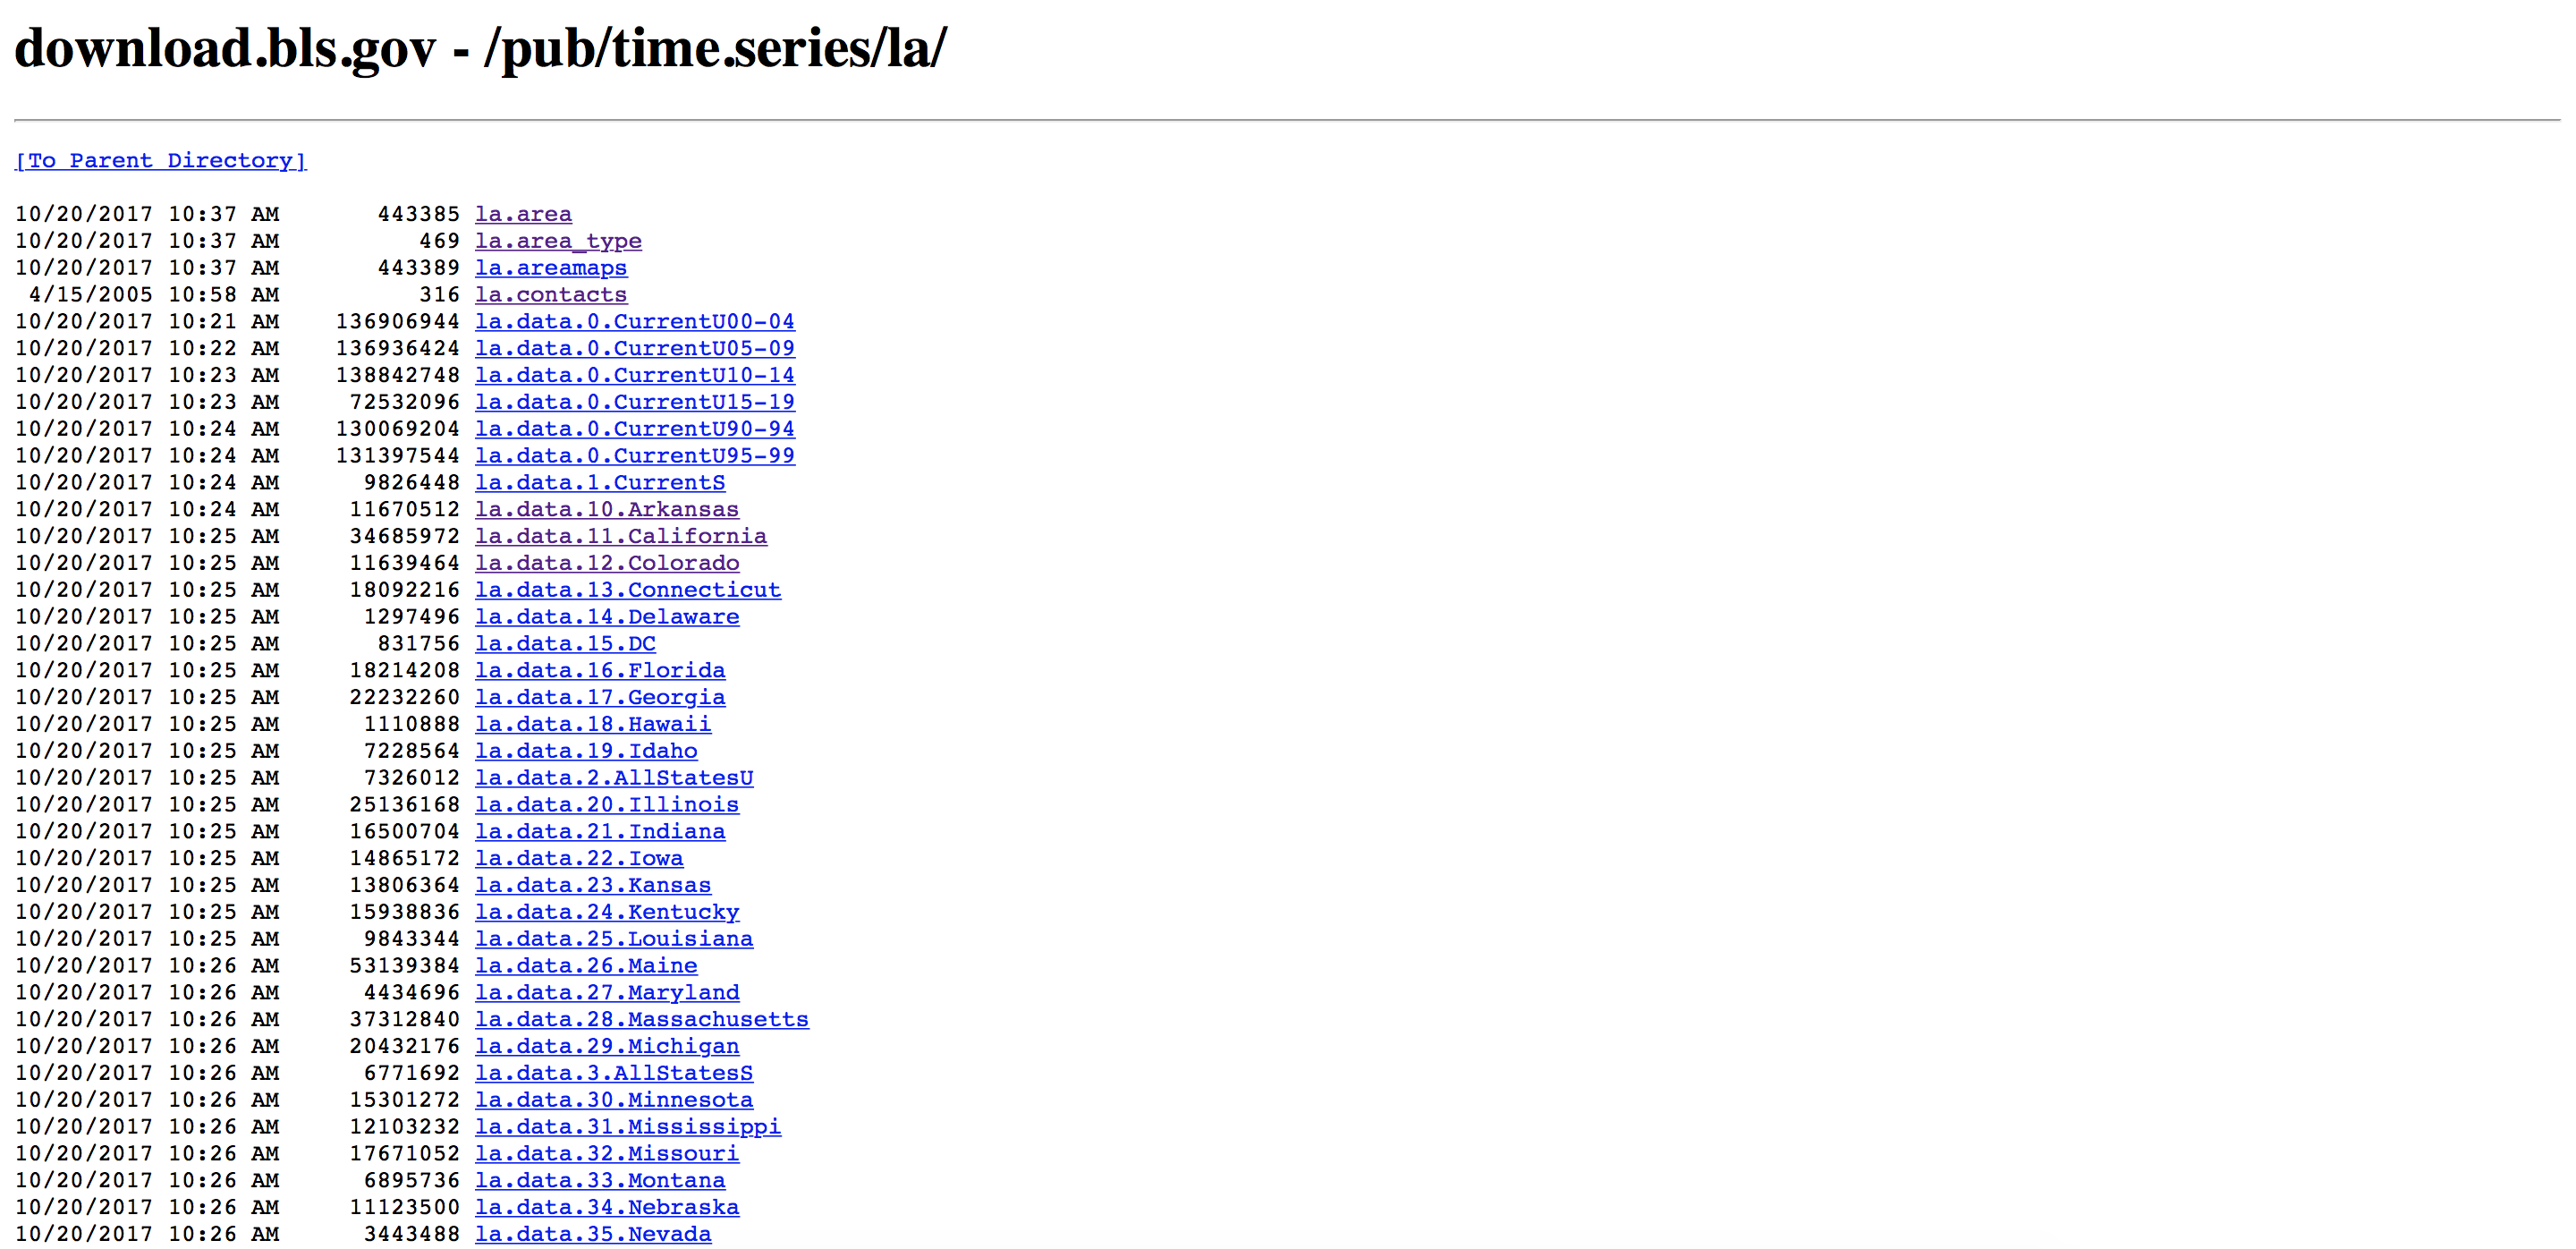 download.bls.gov - /pub/time.series/la/
[To Parent Directory]
10/20/2017 10:37 AM 443385 la.area
10/20/2017 10:37 AM 469 la.area_type
10/20/2017 10:37 AM 443389 la.areamaps
4/15/2005 10:58 AM 316 la.contacts
10/20/2017 10:21 AM 136906944 la.data.0.CurrentU00-04
10/20/2017 10:22 AM 136936424 la.data.0.CurrentU05-09
10/20/2017 10:23 AM 138842748 la.data.0.CurrentU10-14
10/20/2017 10:23 AM 72532096 la.data.0.CurrentU15-19
10/20/2017 10:24 AM 130069204 la.data.0.CurrentU90-94
10/20/2017 10:24 AM 131397544 la.data.0.CurrentU95-99
10/20/2017 10:24 AM 9826448 la.data.1.CurrentS
10/20/2017 10:24 AM 11670512 la.data.10.Arkansas
10/20/2017 10:25 AM 34685972 la.data.11.California
10/20/2017 10:25 AM 11639464 la.data.12.Colorado
10/20/2017 10:25 AM 18092216 la.data.13.Connecticut
10/20/2017 10:25 AM 1297496 la.data.14.Delaware
10/20/2017 10:25 AM 831756 la.data.15.DC
10/20/2017 10:25 AM 18214208 la.data.16.Florida
10/20/2017 10:25 AM 22232260 la.data.17.Georgia
10/20/2017 10:25 AM 1110888 la.data.18.Hawaii
10/20/2017 10:25 AM 7228564 la.data.19.Idaho
10/20/2017 10:25 AM 7326012 la.data.2.AllStatesU
10/20/2017 10:25 AM 25136168 la.data.20.Illinois
10/20/2017 10:25 AM 16500704 la.data.21.Indiana
10/20/2017 10:25 AM 14865172 la.data.22.Iowa
10/20/2017 10:25 AM 13806364 la.data.23.Kansas
10/20/2017 10:25 AM 15938836 la.data.24.Kentucky
10/20/2017 10:25 AM 9843344 la.data.25.Louisiana
10/20/2017 10:26 AM 53139384 la.data.26.Maine
10/20/2017 10:26 AM 4434696 la.data.27.Maryland
10/20/2017 10:26 AM 37312840 la.data.28.Massachusetts
10/20/2017 10:26 AM 20432176 la.data.29.Michigan
10/20/2017 10:26 AM 6771692 la.data.3.AllStatesS
10/20/2017 10:26 AM 15301272 la.data.30.Minnesota
10/20/2017 10:26 AM 12103232 la.data.31.Mississippi
10/20/2017 10:26 AM 17671052 la.data.32.Missouri
10/20/2017 10:26 AM 6895736 la.data.33.Montana
10/20/2017 10:26 AM 11123500 la.data.34.Nebraska
10/20/2017 10:26 AM 3443488 la.data.35.Nevada